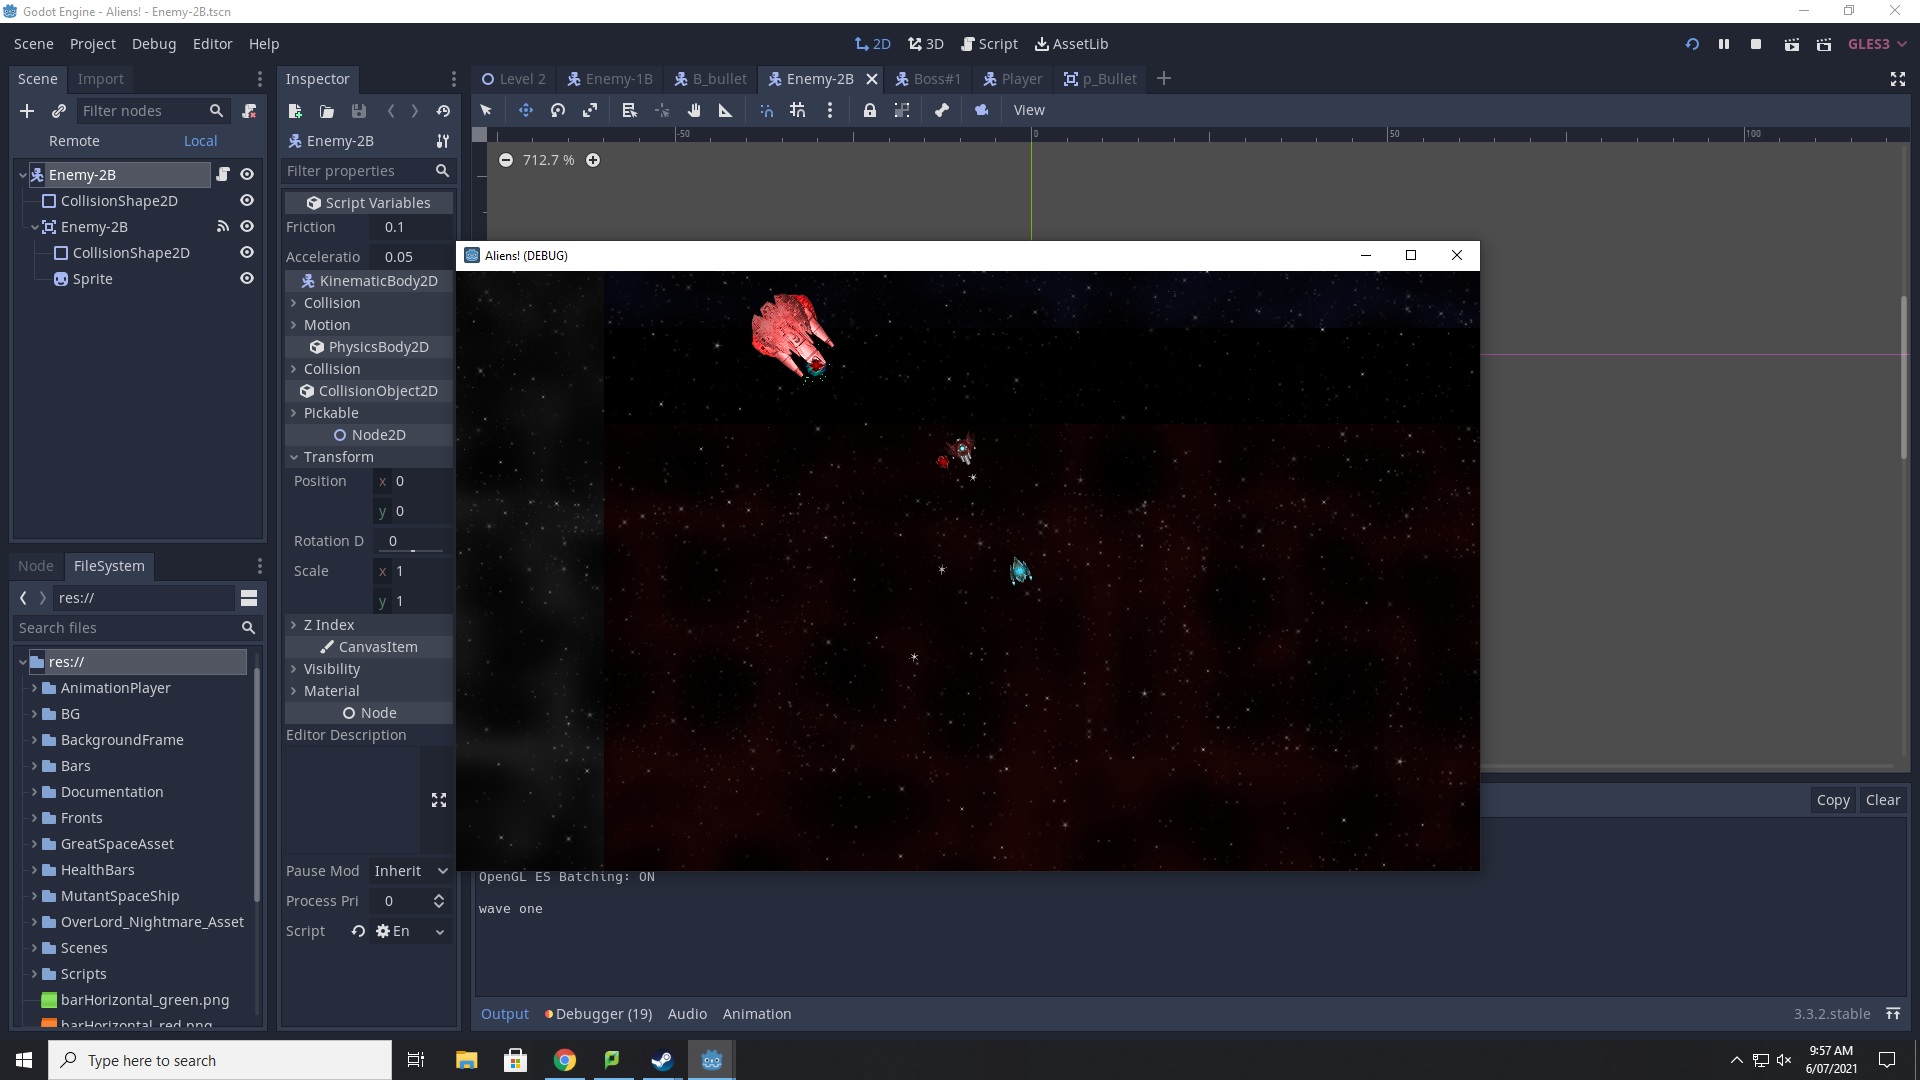 Godot Engine - Aliens! - Enemy-2B.tscn
Scene Project Debug Editor Help
2D 3D Script AssetLib
GLES3
Scene Import
Filter nodes
Remote Local
Enemy-2B
CollisionShape2D
Enemy-2B
CollisionShape2D
Sprite
Node FileSystem
res://
Search files
res://
AnimationPlayer
BG
BackgroundFrame
Bars
Documentation
Fronts
GreatSpaceAsset
HealthBars
MutantSpaceShip
OverLord_Nightmare_Asset
Scenes
Scripts
barHorizontal_green.png
barHorizontal_red.png
Inspector
Enemy-2B
Filter properties
Script Variables
Friction 0.1
Acceleratio 0.05
KinematicBody2D
Collision
Motion
PhysicsBody2D
Collision
CollisionObject2D
Pickable
Node2D
Transform
Position x 0
y 0
Rotation D 0
Scale x 1
y 1
Z Index
CanvasItem
Visibility
Material
Node
Editor Description
Pause Mod Inherit
Process Pri 0
Script En
Level 2 Enemy-1B B_bullet Enemy-2B Boss#1 Player p_Bullet
View
-50 0 50 100
712.7 %
Aliens! (DEBUG)
Copy Clear
OpenGL ES Batching: ON
wave one
Output Debugger (19) Audio Animation
3.3.2.stable
Type here to search
9:57 AM
6/07/2021